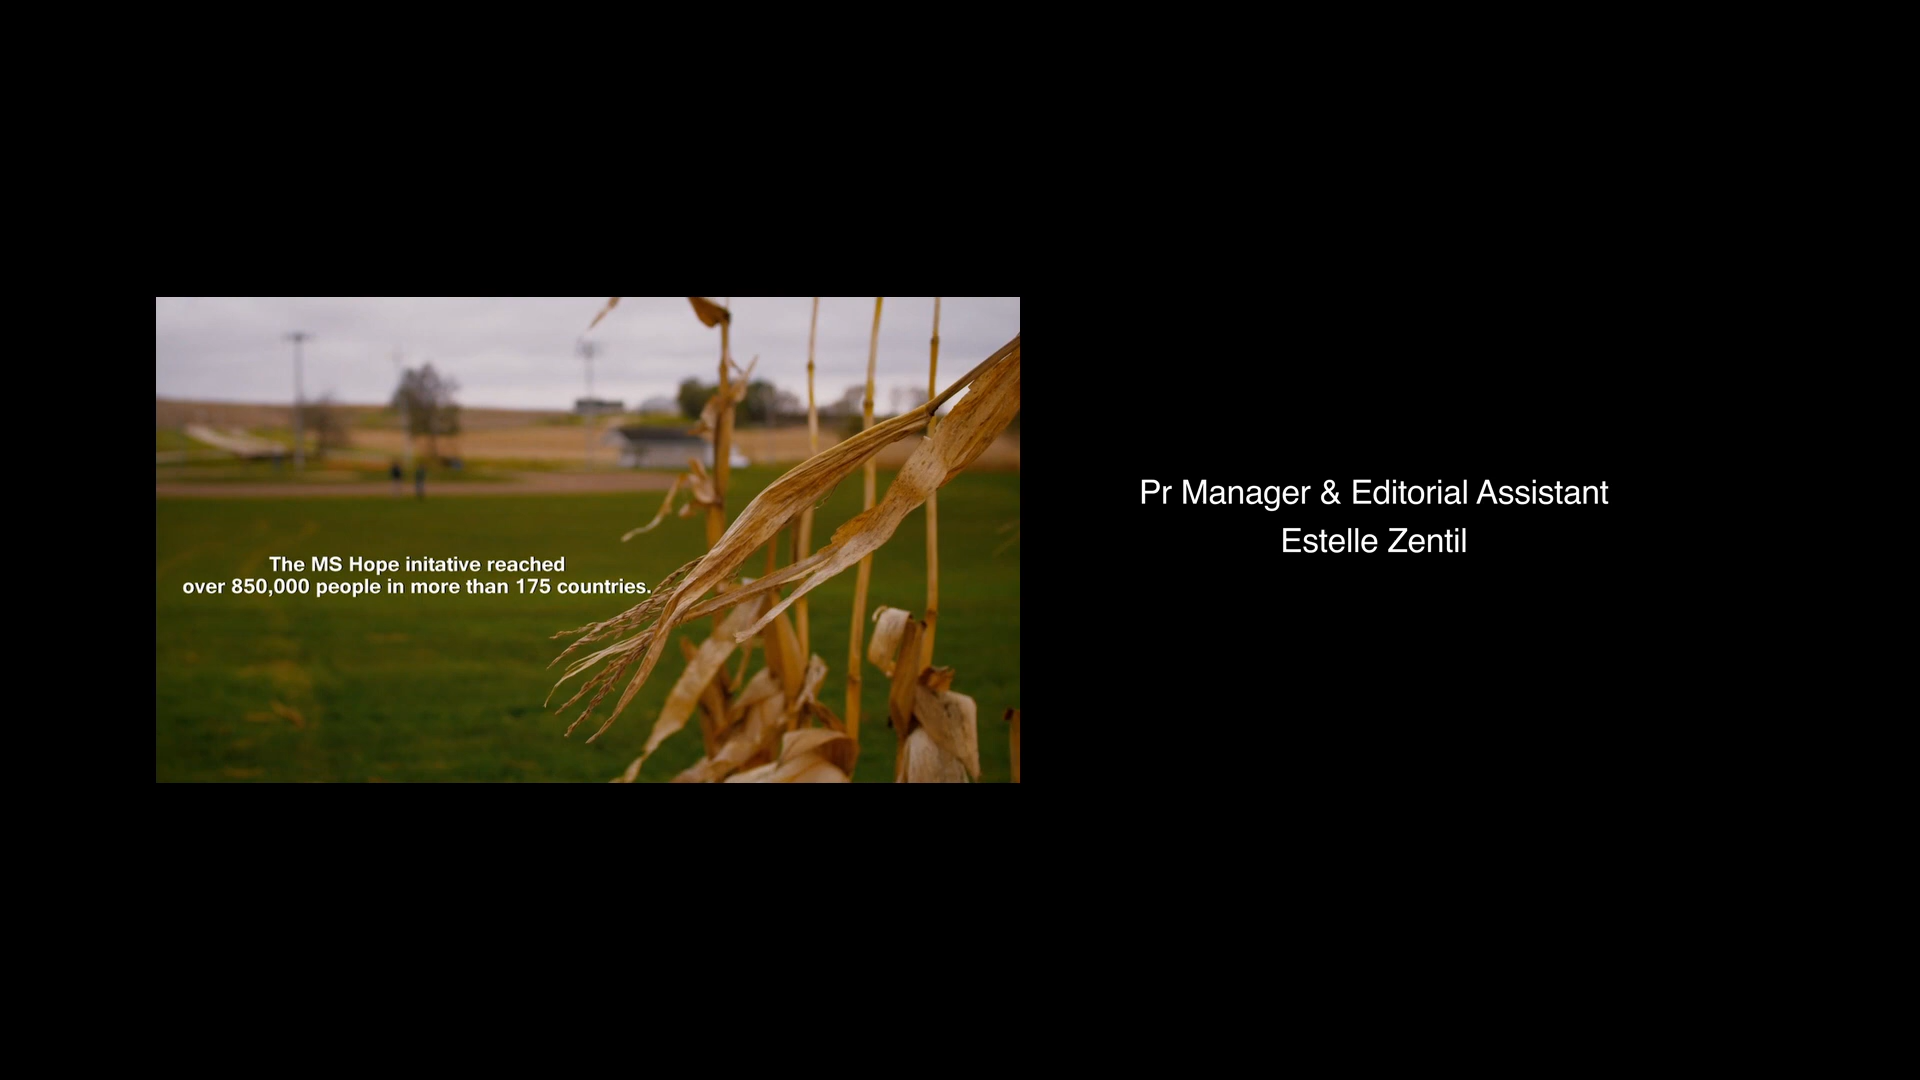 The MS Hope initative reached
over 850,000 people in more than 175 countries.
Pr Manager & Editorial Assistant
Estelle Zentil